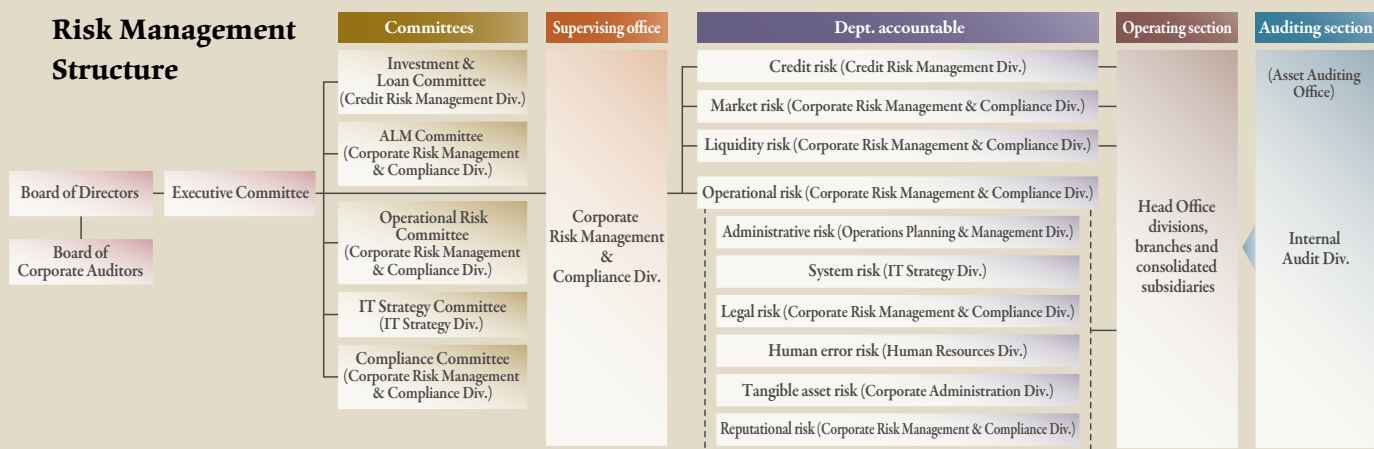 Risk Management
Structure
Board of Directors
Board of
Corporate Auditors
Executive Committee
Committees
Investment &
Loan Committee
(Credit Risk Management Div.)
ALM Committee
(Corporate Risk Management
& Compliance Div.)
Operational Risk
Committee
(Corporate Risk Management
& Compliance Div.)
IT Strategy Committee
(IT Strategy Div.)
Compliance Committee
(Corporate Risk Management
& Compliance Div.)
Supervising office
Corporate
Risk Management
&
Compliance Div.
Dept. accountable
Credit risk (Credit Risk Management Div.)
Market risk (Corporate Risk Management & Compliance Div.)
Liquidity risk (Corporate Risk Management & Compliance Div.)
Operational risk (Corporate Risk Management & Compliance Div.)
Administrative risk (Operations Planning & Management Div.)
System risk (IT Strategy Div.)
Legal risk (Corporate Risk Management & Compliance Div.)
Human error risk (Human Resources Div.)
Tangible asset risk (Corporate Administration Div.)
Reputational risk (Corporate Risk Management & Compliance Div.)
Operating section
Head Office
divisions,
branches and
consolidated
subsidiaries
Auditing section
(Asset Auditing
Office)
Internal
Audit Div.